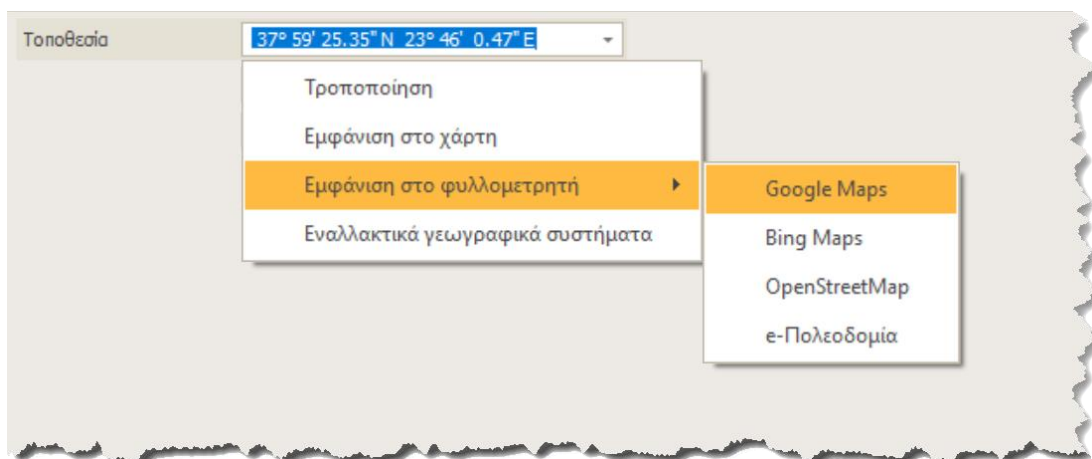 Τοποθεσία 37° 59' 25.35" N 23° 46' 0.47" E
Τροποποίηση
Εμφάνιση στο χάρτη
Εμφάνιση στο φυλλομετρητή
Εναλλακτικά γεωγραφικά συστήματα
Google Maps
Bing Maps
OpenStreetMap
e-Πολεοδομία